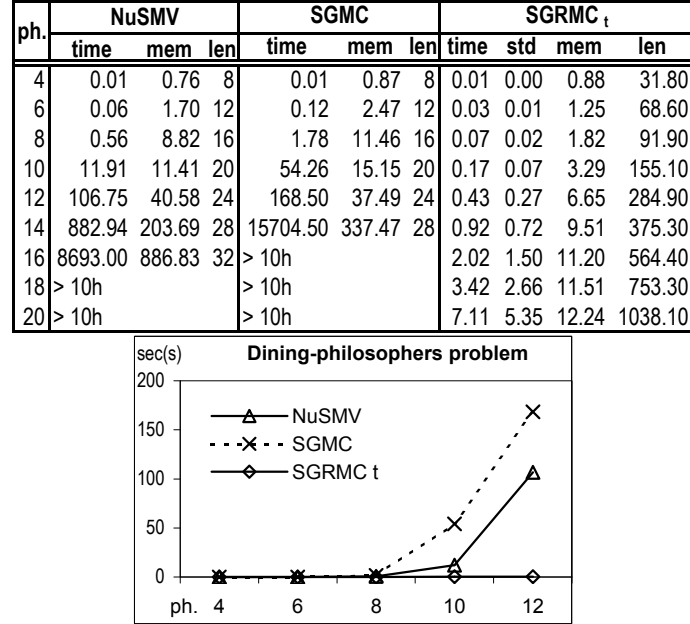 ph. NuSMV SGMC SGRMC t
time mem len time mem len time std mem len
4 0.01 0.76 8 0.01 0.87 8 0.01 0.00 0.88 31.80
6 0.06 1.70 12 0.12 2.47 12 0.03 0.01 1.25 68.60
8 0.56 8.82 16 1.78 11.46 16 0.07 0.02 1.82 91.90
10 11.91 11.41 20 54.26 15.15 20 0.17 0.07 3.29 155.10
12 106.75 40.58 24 168.50 37.49 24 0.43 0.27 6.65 284.90
14 882.94 203.69 28 15704.50 337.47 28 0.92 0.72 9.51 375.30
16 8693.00 886.83 32 > 10h 2.02 1.50 11.20 564.40
18 > 10h > 10h 3.42 2.66 11.51 753.30
20 > 10h > 10h 7.11 5.35 12.24 1038.10
sec(s) Dining-philosophers problem
200
150
100
50
0
NuSMV
SGMC
SGRMC t
ph. 4 6 8 10 12